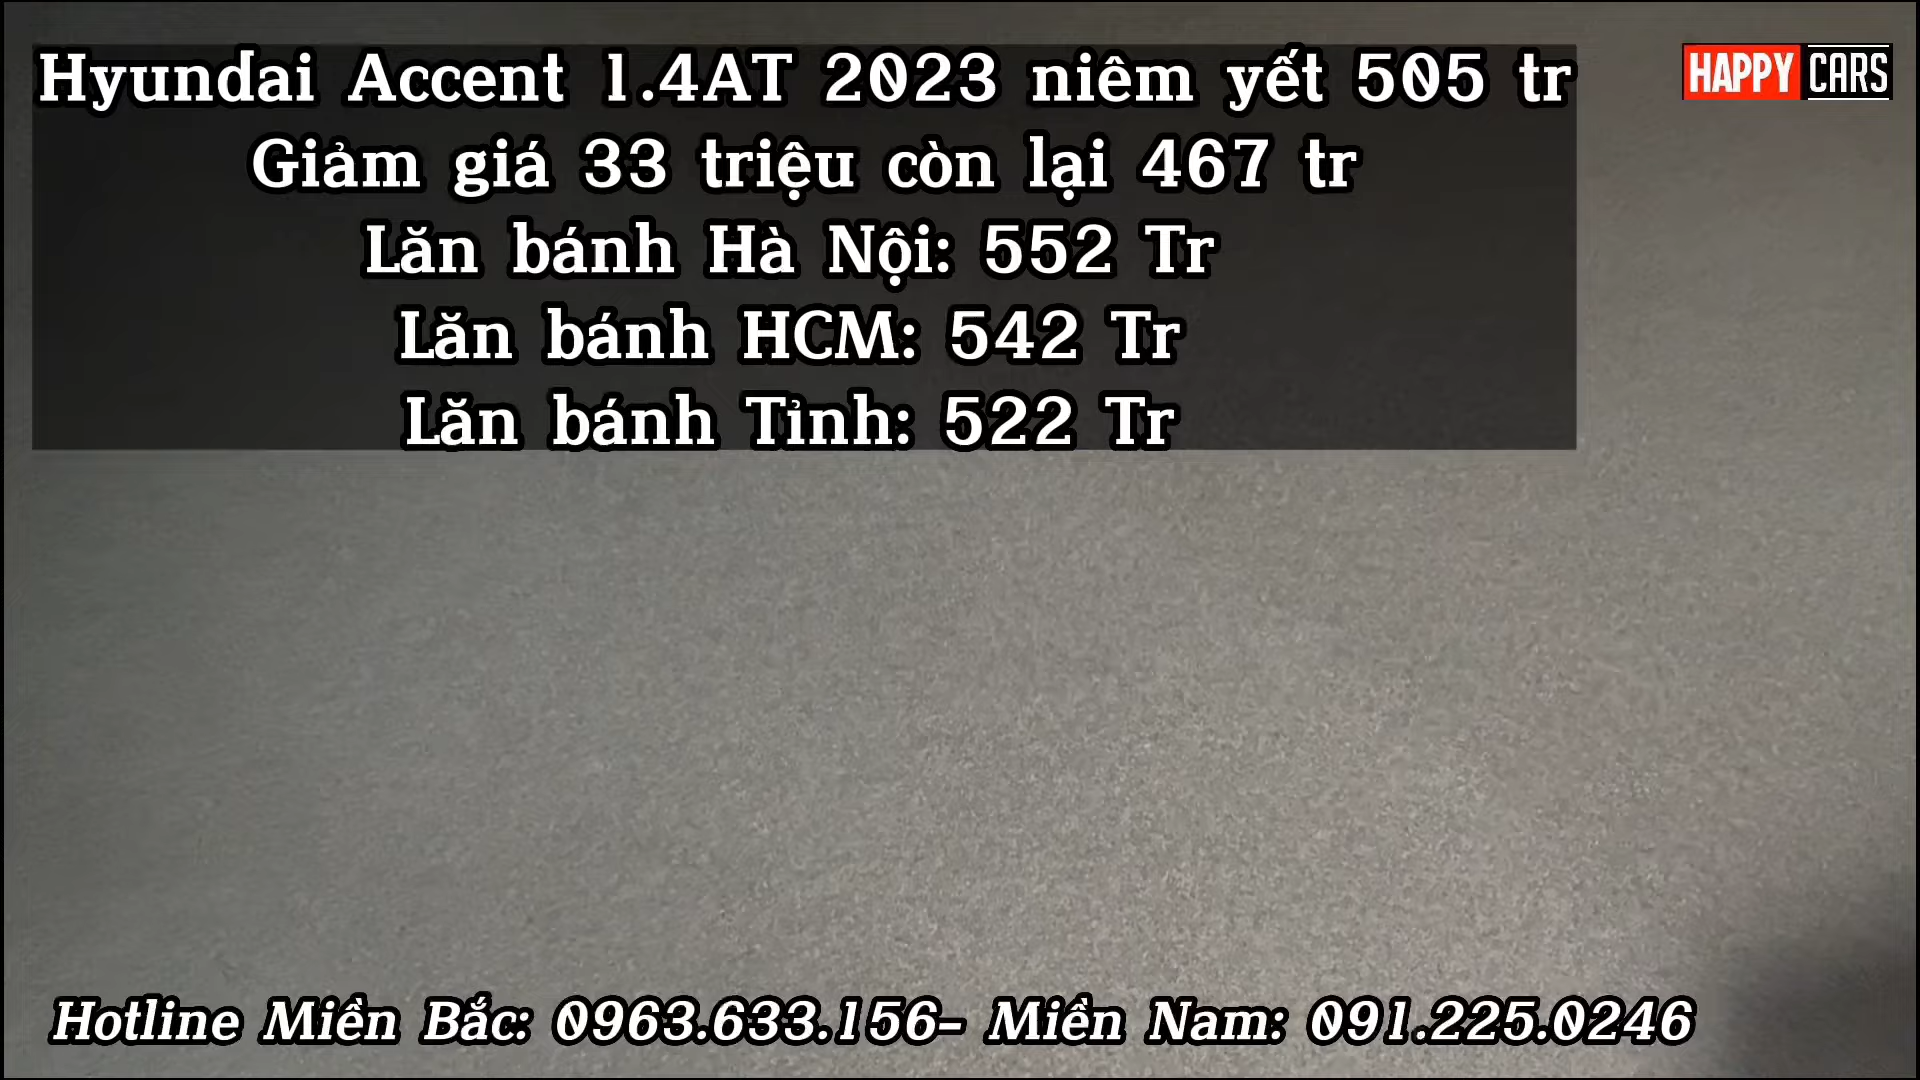 Hyundai Accent 1.4AT 2023 niêm yết 505 tr
HAPPY CARS
Giảm giá 33 triệu còn lại 467 tr
Lăn bánh Hà Nội: 552 Tr
Lăn bánh HCM: 542 Tr
Lăn bánh Tỉnh: 522 Tr
Hotline Miền Bắc: 0963.633.156- Miền Nam: 091.225.0246